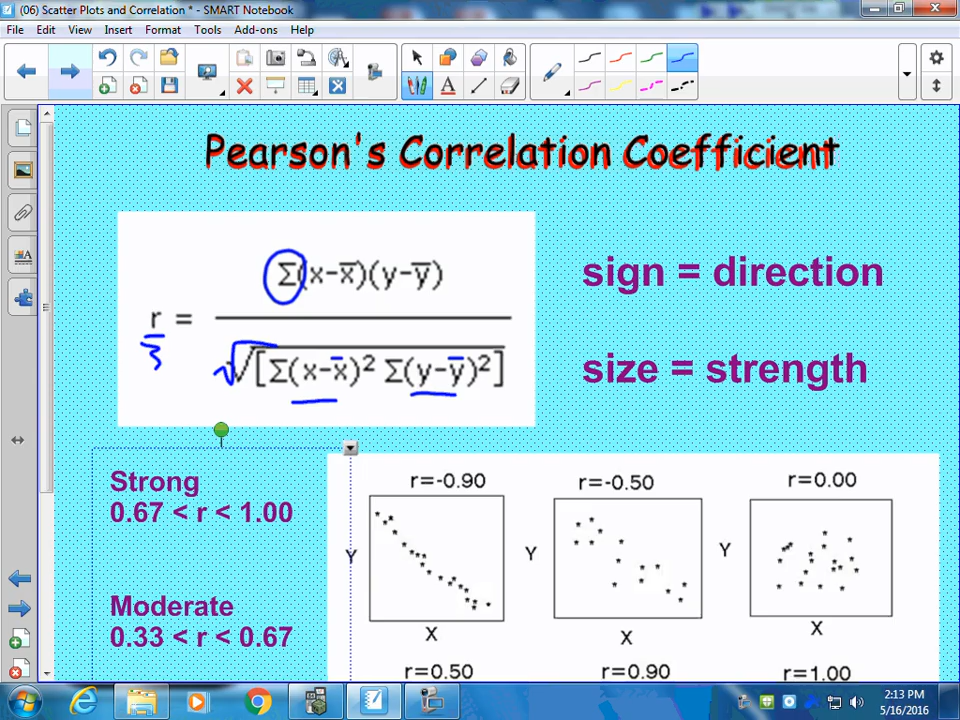 (06) Scatter Plots and Correlation * - SMART Notebook
File Edit View Insert Format Tools Add-ons Help
Pearson's Correlation Coefficient
Σ(x-x̅)(y-y̅)
r =
√[Σ(x-x̅)² Σ(y-y̅)²]
sign = direction
size = strength
Strong
0.67 < r < 1.00
Moderate
0.33 < r < 0.67
r=-0.90
r=-0.50
r=0.00
Y
Y
Y
X
X
X
r=0.50
r=0.90
r=1.00
2:13 PM
5/16/2016